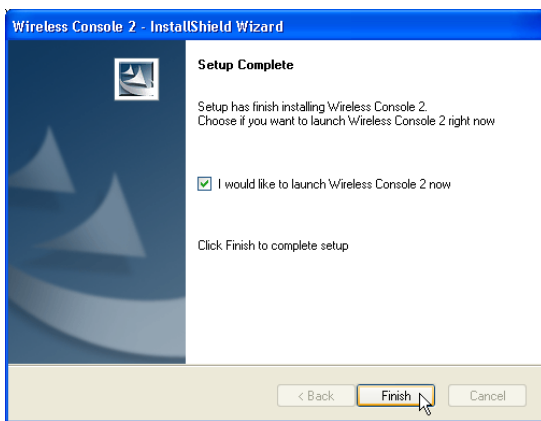 Wireless Console 2 - InstallShield Wizard
Setup Complete
Setup has finish installing Wireless Console 2.
Choose if you want to launch Wireless Console 2 right now
I would like to launch Wireless Console 2 now
Click Finish to complete setup
< Back
Finish
Cancel